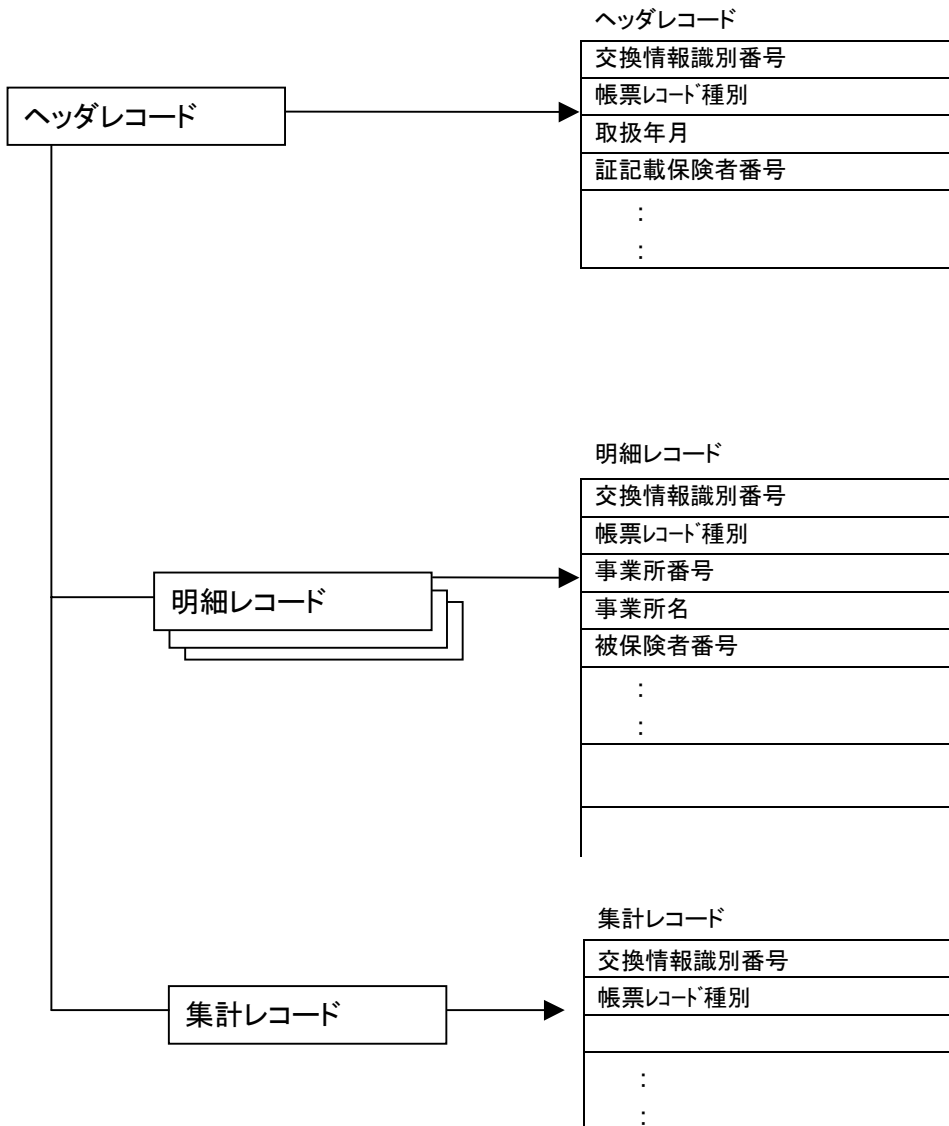 ヘッダレコード
交換情報識別番号
帳票ﾚｺｰﾄﾞ種別
取扱年月
証記載保険者番号
:
:
ヘッダレコード
明細レコード
交換情報識別番号
帳票ﾚｺｰﾄﾞ種別
事業所番号
事業所名
被保険者番号
:
:
明細レコード
集計レコード
交換情報識別番号
帳票ﾚｺｰﾄﾞ種別
:
:
集計レコード